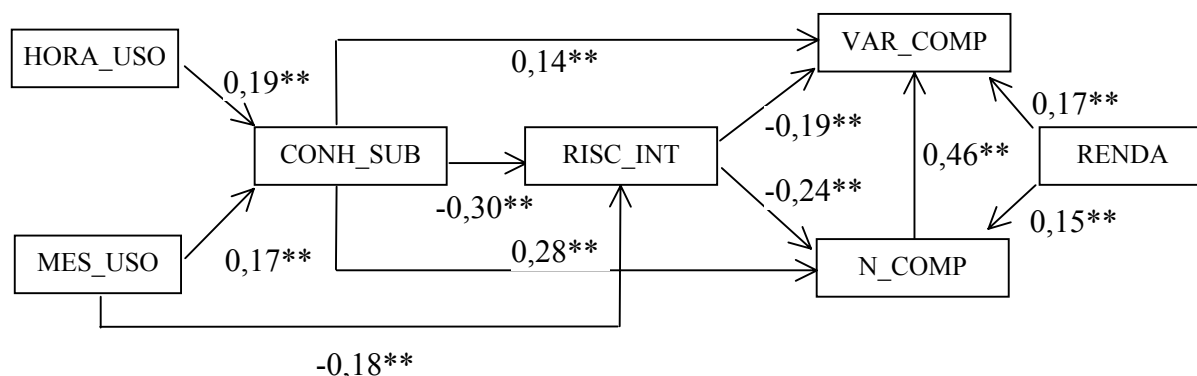 HORA_USO
VAR_COMP
0,14**
0,19**
-0,19**
0,17**
CONH_SUB
RISC_INT
0,46**
RENDA
-0,30**
-0,24**
0,15**
MES_USO
0,17**
0,28**
N_COMP
-0,18**